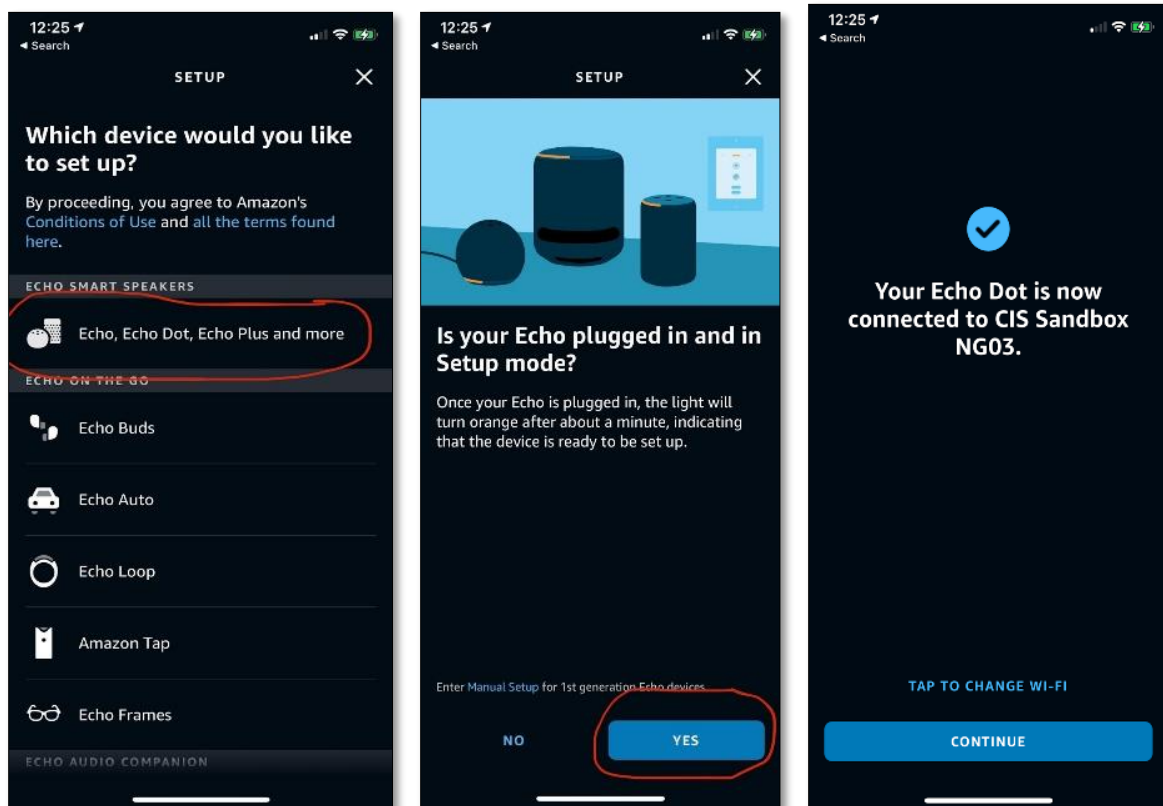 12:25
◀ Search
SETUP
Which device would you like
to set up?
By proceeding, you agree to Amazon's
Conditions of Use and all the terms found
here.
ECHO SMART SPEAKERS
Echo, Echo Dot, Echo Plus and more
ECHO ON THE GO
Echo Buds
Echo Auto
Echo Loop
Amazon Tap
Echo Frames
ECHO AUDIO COMPANION
12:25
◀ Search
SETUP
Is your Echo plugged in and in
Setup mode?
Once your Echo is plugged in, the light will
turn orange after about a minute, indicating
that the device is ready to be set up.
Enter Manual Setup for 1st generation Echo devices
NO
YES
12:25
◀ Search
Your Echo Dot is now
connected to CIS Sandbox
NG03.
TAP TO CHANGE WI-FI
CONTINUE